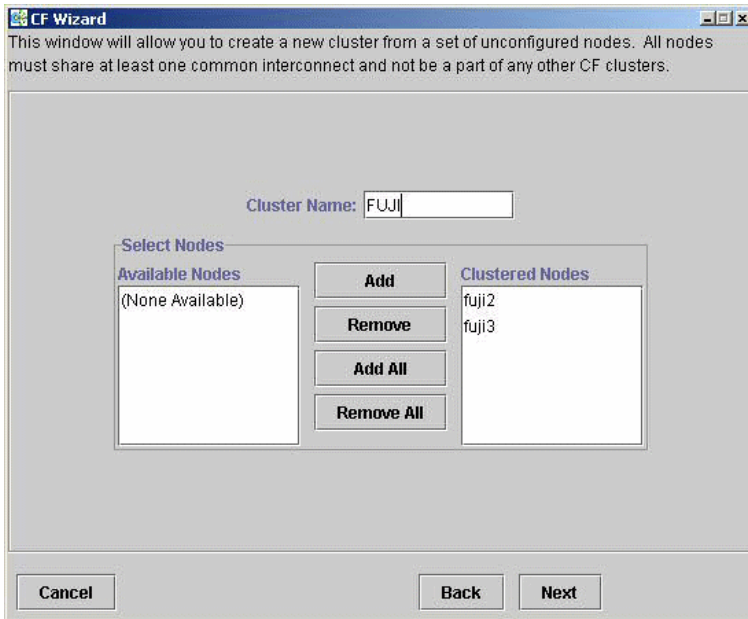 CF Wizard
This window will allow you to create a new cluster from a set of unconfigured nodes.  All nodes
must share at least one common interconnect and not be a part of any other CF clusters.
Cluster Name: FUJI
Select Nodes
Available Nodes
(None Available)
Add
Remove
Add All
Remove All
Clustered Nodes
fuji2
fuji3
Cancel
Back
Next